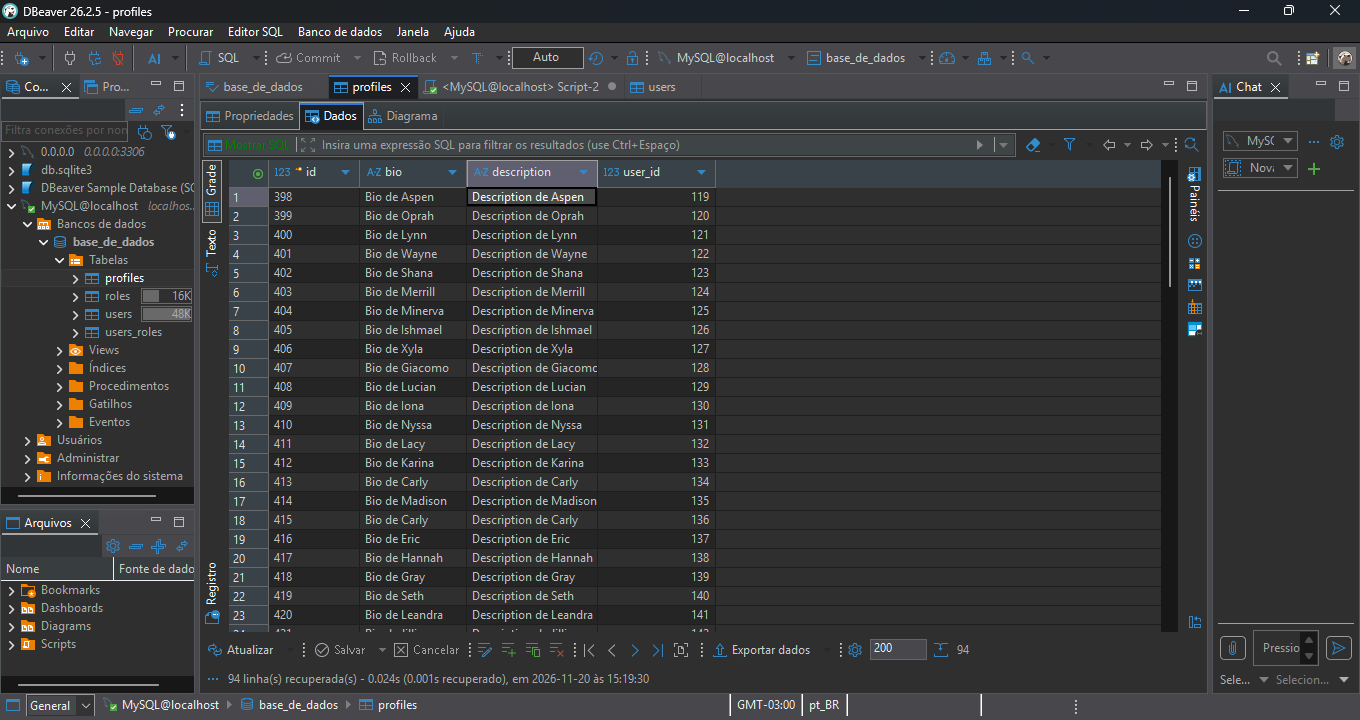 DBeaver 26.2.5 - profiles
Arquivo Editar Navegar Procurar Editor SQL Banco de dados Janela Ajuda
AI SQL Commit Rollback T Auto MySQL@localhost base_de_dados
Co... Pro... base_de_dados profiles <MySQL@localhost> Script-2 users AI Chat
Propriedades Dados Diagrama
Filtra conexões por nom
Mostrar SQL Insira uma expressão SQL para filtrar os resultados (use Ctrl+Espaço)
MySC
Nova
0.0.0.0 0.0.0.0:3306
db.sqlite3
DBeaver Sample Database (SQ
MySQL@localhost localhos..
Bancos de dados
base_de_dados
Tabelas
profiles
roles 16K
users 48K
users_roles
Views
Índices
Procedimentos
Gatilhos
Eventos
Usuários
Administrar
Informações do sistema
Arquivos
Nome Fonte de dado
Bookmarks
Dashboards
Diagrams
Scripts
Grade
Texto
Registro
123 id A-Z bio A-Z description 123 user_id
1 398 Bio de Aspen Description de Aspen 119
2 399 Bio de Oprah Description de Oprah 120
3 400 Bio de Lynn Description de Lynn 121
4 401 Bio de Wayne Description de Wayne 122
5 402 Bio de Shana Description de Shana 123
6 403 Bio de Merrill Description de Merrill 124
7 404 Bio de Minerva Description de Minerva 125
8 405 Bio de Ishmael Description de Ishmael 126
9 406 Bio de Xyla Description de Xyla 127
10 407 Bio de Giacomo Description de Giacomo 128
11 408 Bio de Lucian Description de Lucian 129
12 409 Bio de Iona Description de Iona 130
13 410 Bio de Nyssa Description de Nyssa 131
14 411 Bio de Lacy Description de Lacy 132
15 412 Bio de Karina Description de Karina 133
16 413 Bio de Carly Description de Carly 134
17 414 Bio de Madison Description de Madison 135
18 415 Bio de Carly Description de Carly 136
19 416 Bio de Eric Description de Eric 137
20 417 Bio de Hannah Description de Hannah 138
21 418 Bio de Gray Description de Gray 139
22 419 Bio de Seth Description de Seth 140
23 420 Bio de Leandra Description de Leandra 141
Painéis
Atualizar Salvar Cancelar Exportar dados 200 94
94 linha(s) recuperada(s) - 0.024s (0.001s recuperado), em 2026-11-20 às 15:19:30
Pressio
Sele... Selecion...
General MySQL@localhost base_de_dados profiles GMT-03:00 pt_BR